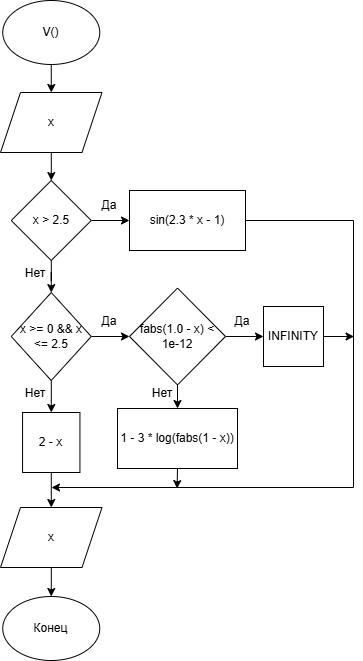 V()
x
x > 2.5
Да
sin(2.3 * x - 1)
Нет
x >= 0 && x
<= 2.5
Да
fabs(1.0 - x) <
1e-12
Да
INFINITY
Нет
Нет
2 - x
1 - 3 * log(fabs(1 - x))
x
Конец